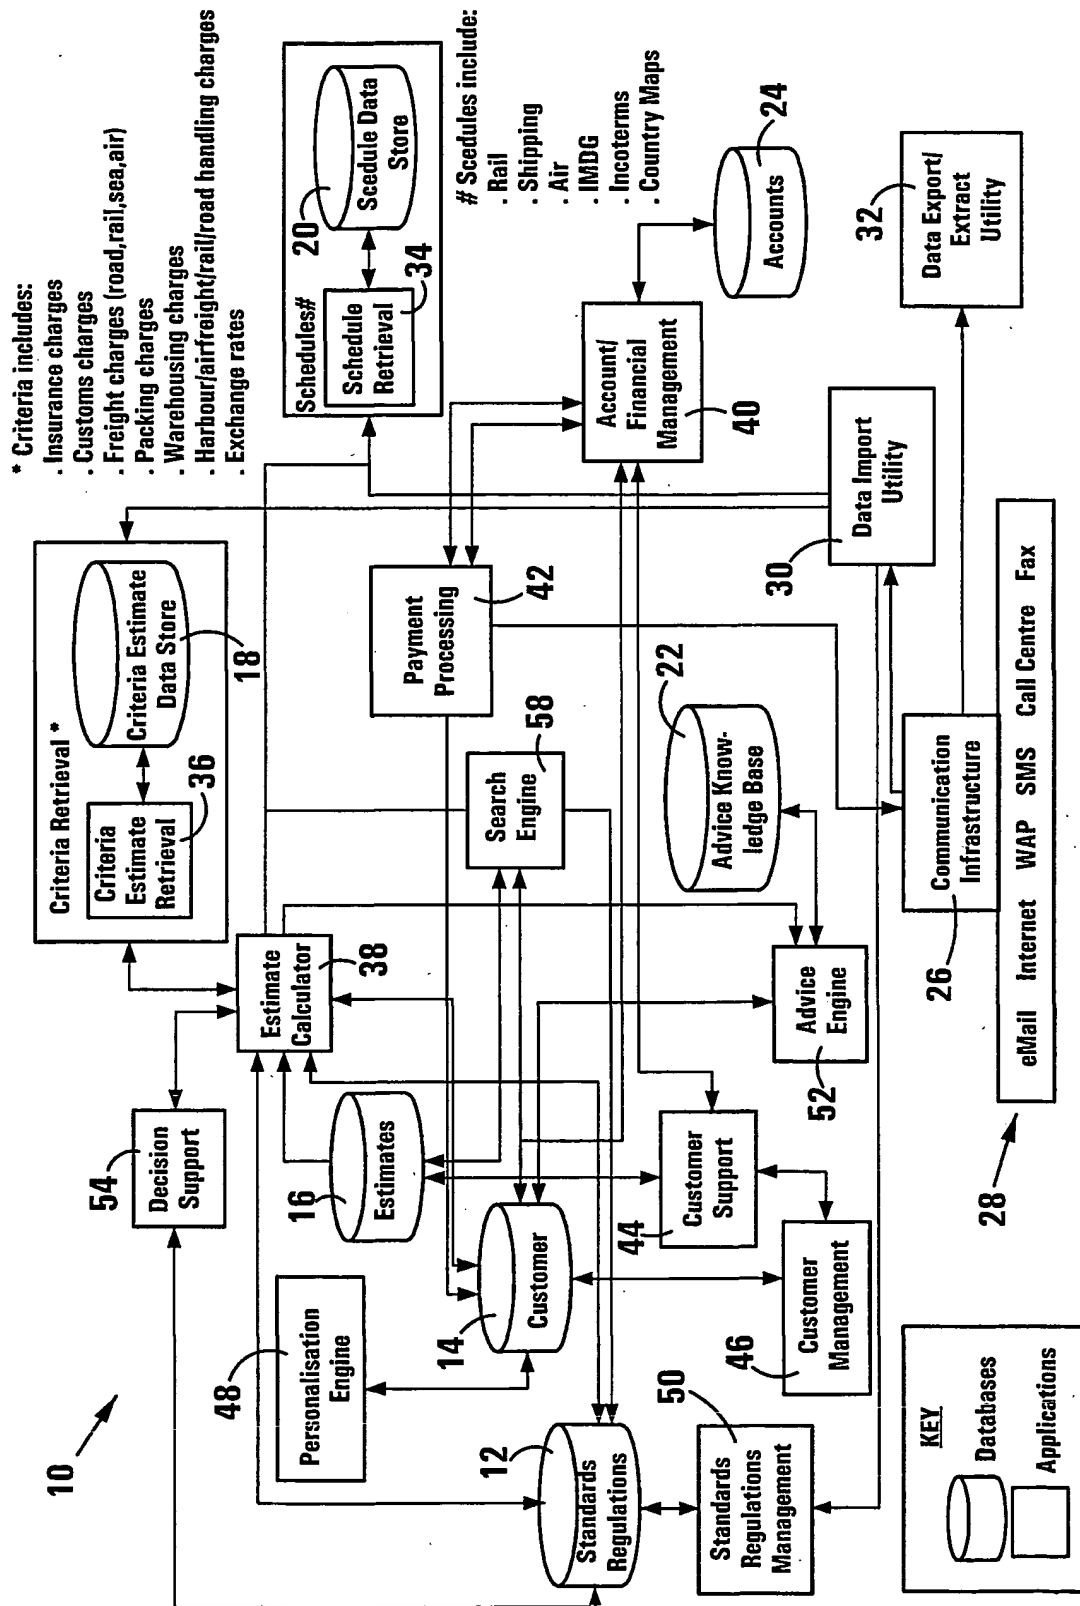 10
* Criteria includes:
. Insurance charges
. Customs charges
. Freight charges (road,rail,sea,air)
. Packing charges
. Warehousing charges
. Harbour/airfreight/rail/road handling charges
. Exchange rates
Criteria Retrieval *
Criteria
Estimate
Retrieval
36
Criteria Estimate
Data Store
18
Schedules#
Schedule
Retrieval
34
20
Scedule Data
Store
# Scedules include:
. Rail
. Shipping
. Air
. IMDG
. Incoterms
. Country Maps
54
Decision
Support
Estimate
Calculator
38
48
Personalisation
Engine
16
Estimates
14
Customer
12
Standards
Regulations
Search
Engine
58
Payment
Processing
42
Account/
Financial
Management
40
Accounts
24
50
Standards
Regulations
Management
44
Customer
Support
46
Customer
Management
22
Advice Know-
ledge Base
Advice
Engine
52
30
Data Import
Utility
32
Data Export/
Extract
Utility
26
Communication
Infrastructure
28
eMail Internet WAP SMS Call Centre Fax
KEY
Databases
Applications